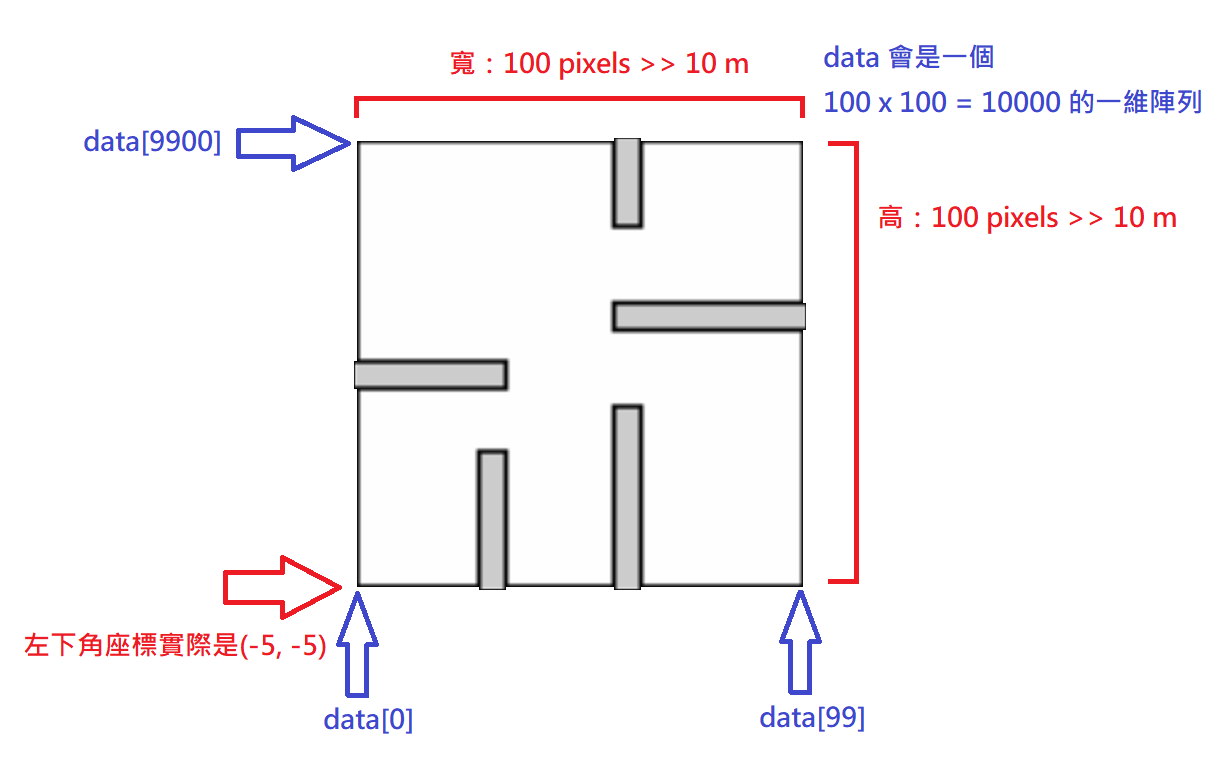 寬：100 pixels >> 10 m
data 會是一個
100 x 100 = 10000 的一維陣列
data[9900]
高：100 pixels >> 10 m
左下角座標實際是(-5, -5)
data[0]
data[99]